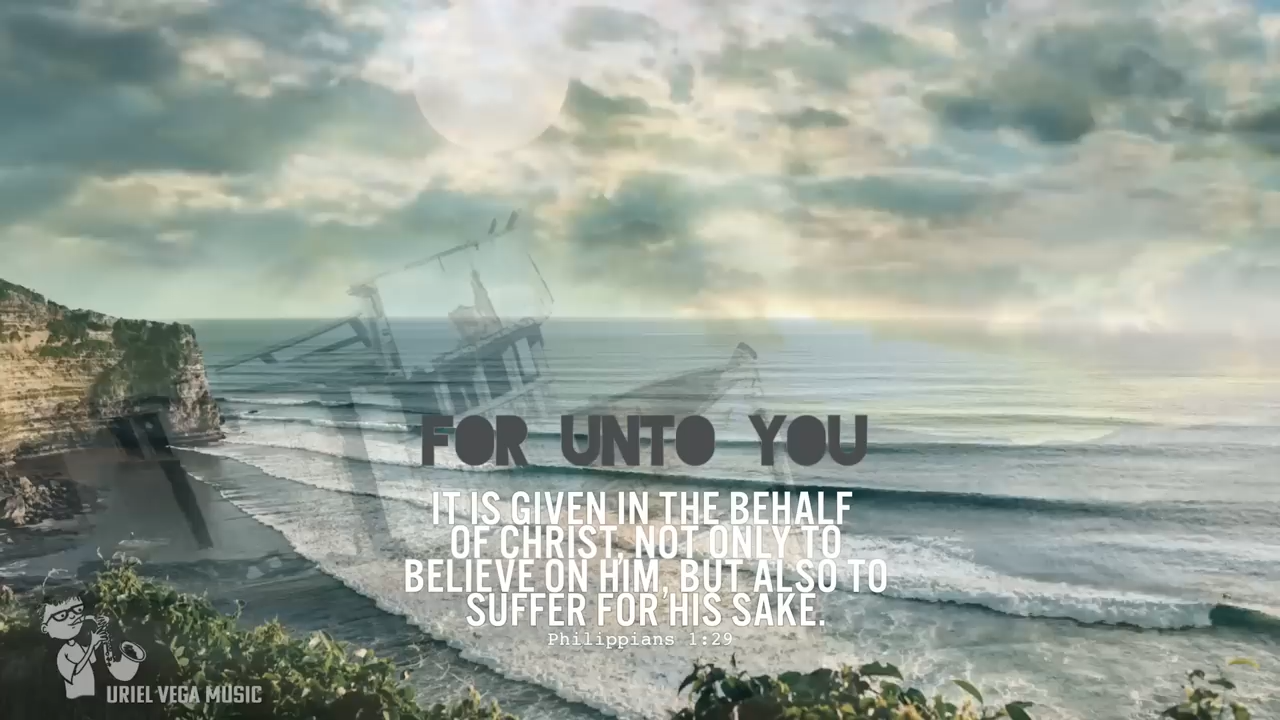 FOR UNTO YOU
IT IS GIVEN IN THE BEHALF
OF CHRIST, NOT ONLY TO
BELIEVE ON HIM, BUT ALSO TO
SUFFER FOR HIS SAKE.
Philippians 1:29
URIEL VEGA MUSIC